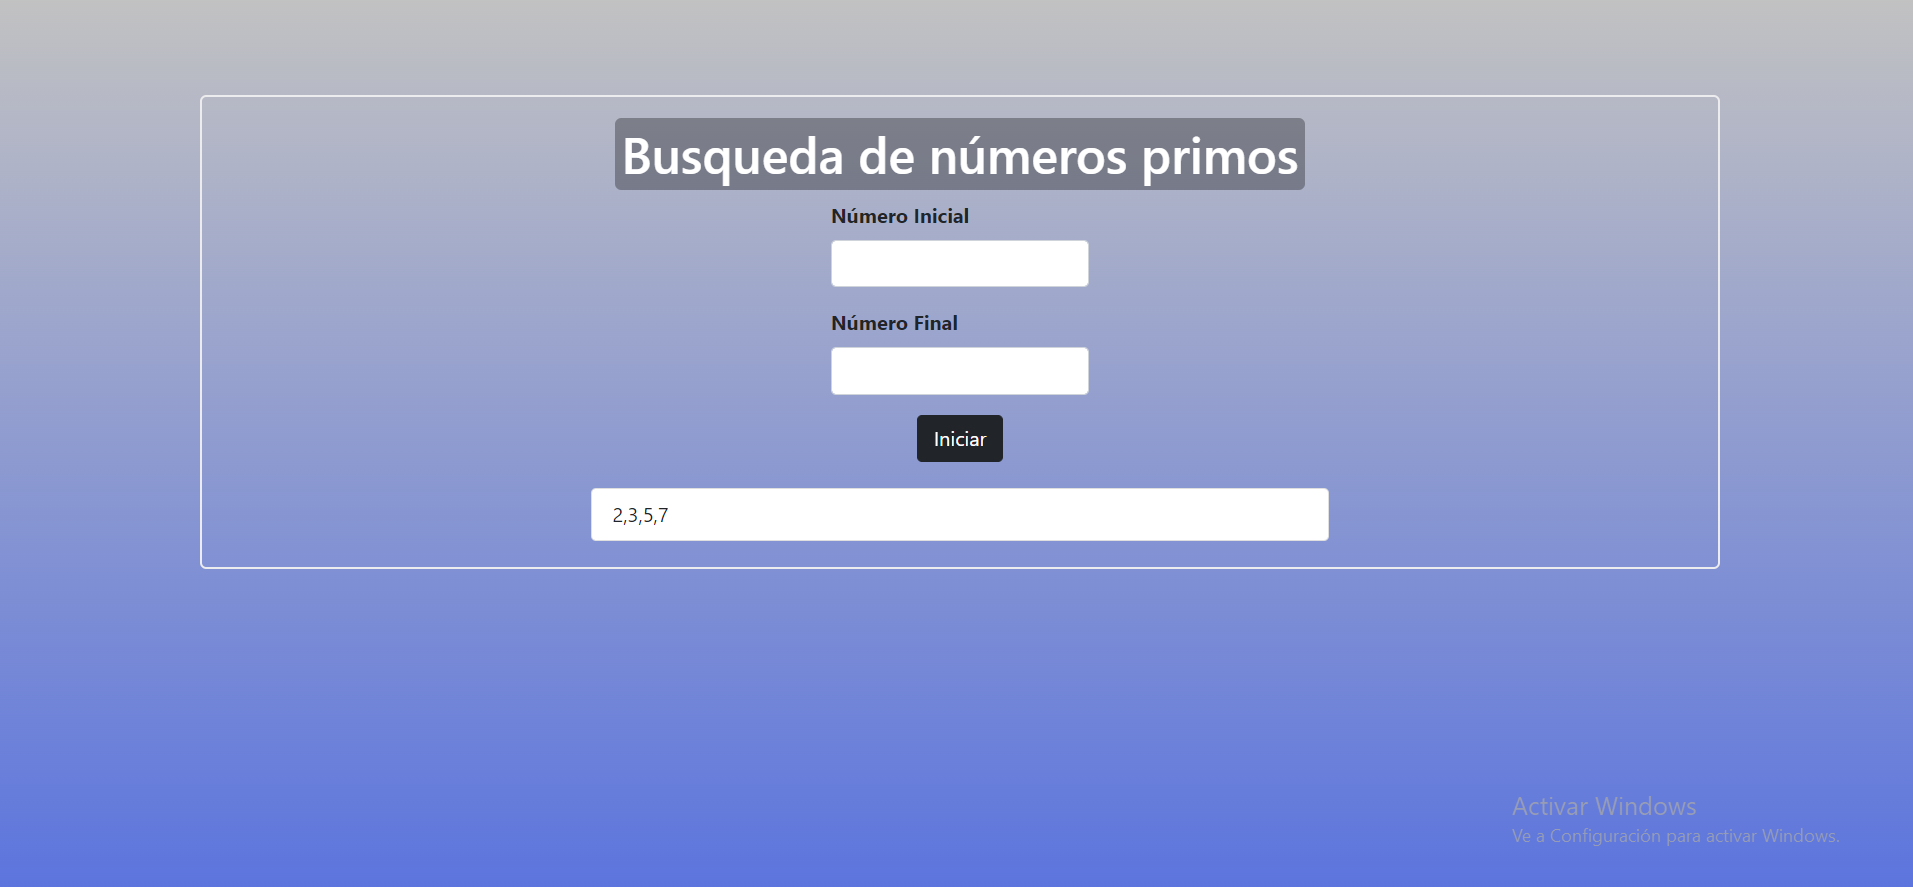 Busqueda de números primos
Número Inicial
Número Final
Iniciar
2,3,5,7
Activar Windows
Ve a Configuración para activar Windows.